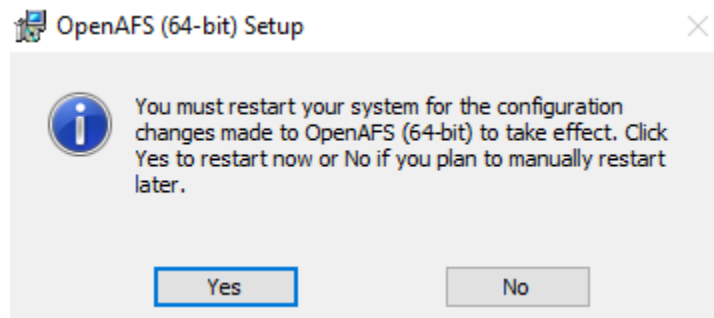 OpenAFS (64-bit) Setup
You must restart your system for the configuration
changes made to OpenAFS (64-bit) to take effect. Click
Yes to restart now or No if you plan to manually restart
later.
Yes
No